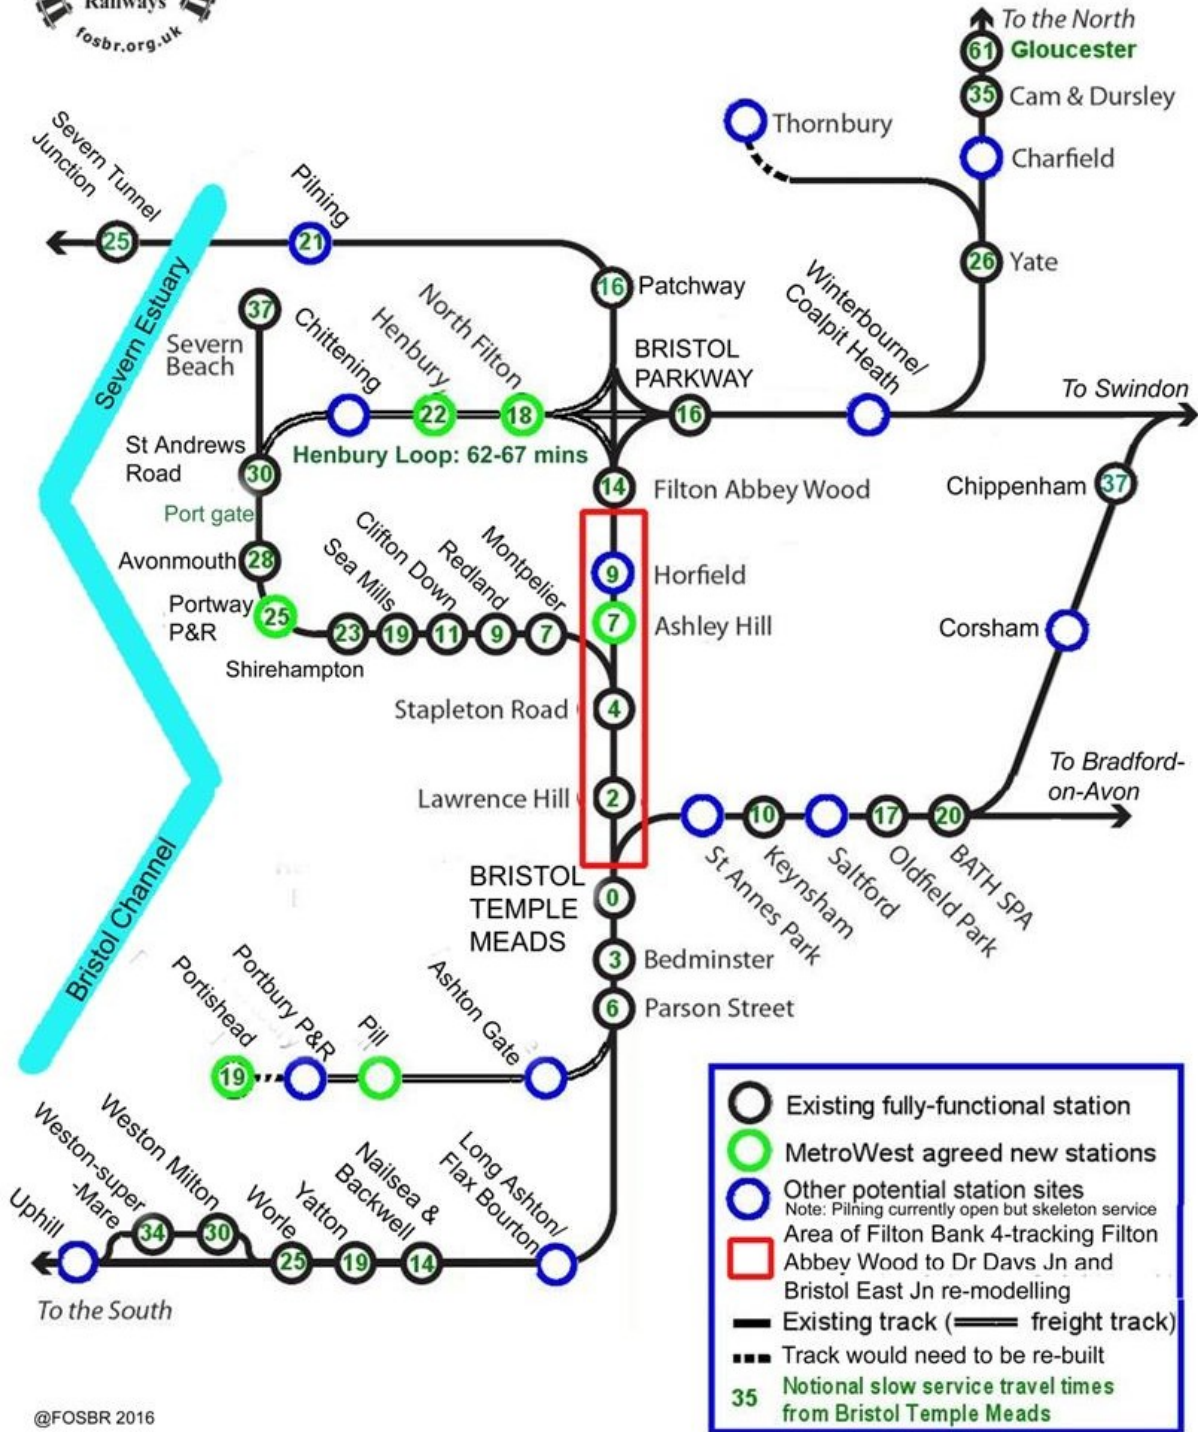 Railways
fosbr.org.uk
To the North
61 Gloucester
35 Cam & Dursley
Thornbury
Charfield
26 Yate
Severn Tunnel
Junction
25
Pilning
21
16 Patchway
Winterbourne/
Coalpit Heath
Severn Estuary
37
Severn
Beach
Chittening
Henbury
22
North Filton
18
BRISTOL
PARKWAY
16
To Swindon
Henbury Loop: 62-67 mins
St Andrews
Road
30
Port gate
14 Filton Abbey Wood
Chippenham 37
Avonmouth 28
Portway
P&R
25
Shirehampton
23
Sea Mills
19
Clifton Down
11
Redland
9
Montpelier
7
9 Horfield
7 Ashley Hill
Corsham
Stapleton Road 4
Lawrence Hill 2
To Bradford-
on-Avon
St Annes Park
10
Keynsham
Saltford
17
Oldfield Park
20
BATH SPA
BRISTOL
TEMPLE
MEADS
0
3 Bedminster
6 Parson Street
Bristol Channel
Portishead
19
Portbury P&R
Pill
Ashton Gate
Uphill
Weston-super
-Mare
34
Weston Milton
30
Worle
25
Yatton
19
Nailsea &
Backwell
14
Long Ashton/
Flax Bourton
To the South
Existing fully-functional station
MetroWest agreed new stations
Other potential station sites
Note: Pilning currently open but skeleton service
Area of Filton Bank 4-tracking Filton
Abbey Wood to Dr Days Jn and
Bristol East Jn re-modelling
Existing track ( freight track)
Track would need to be re-built
35 Notional slow service travel times
from Bristol Temple Meads
@FOSBR 2016